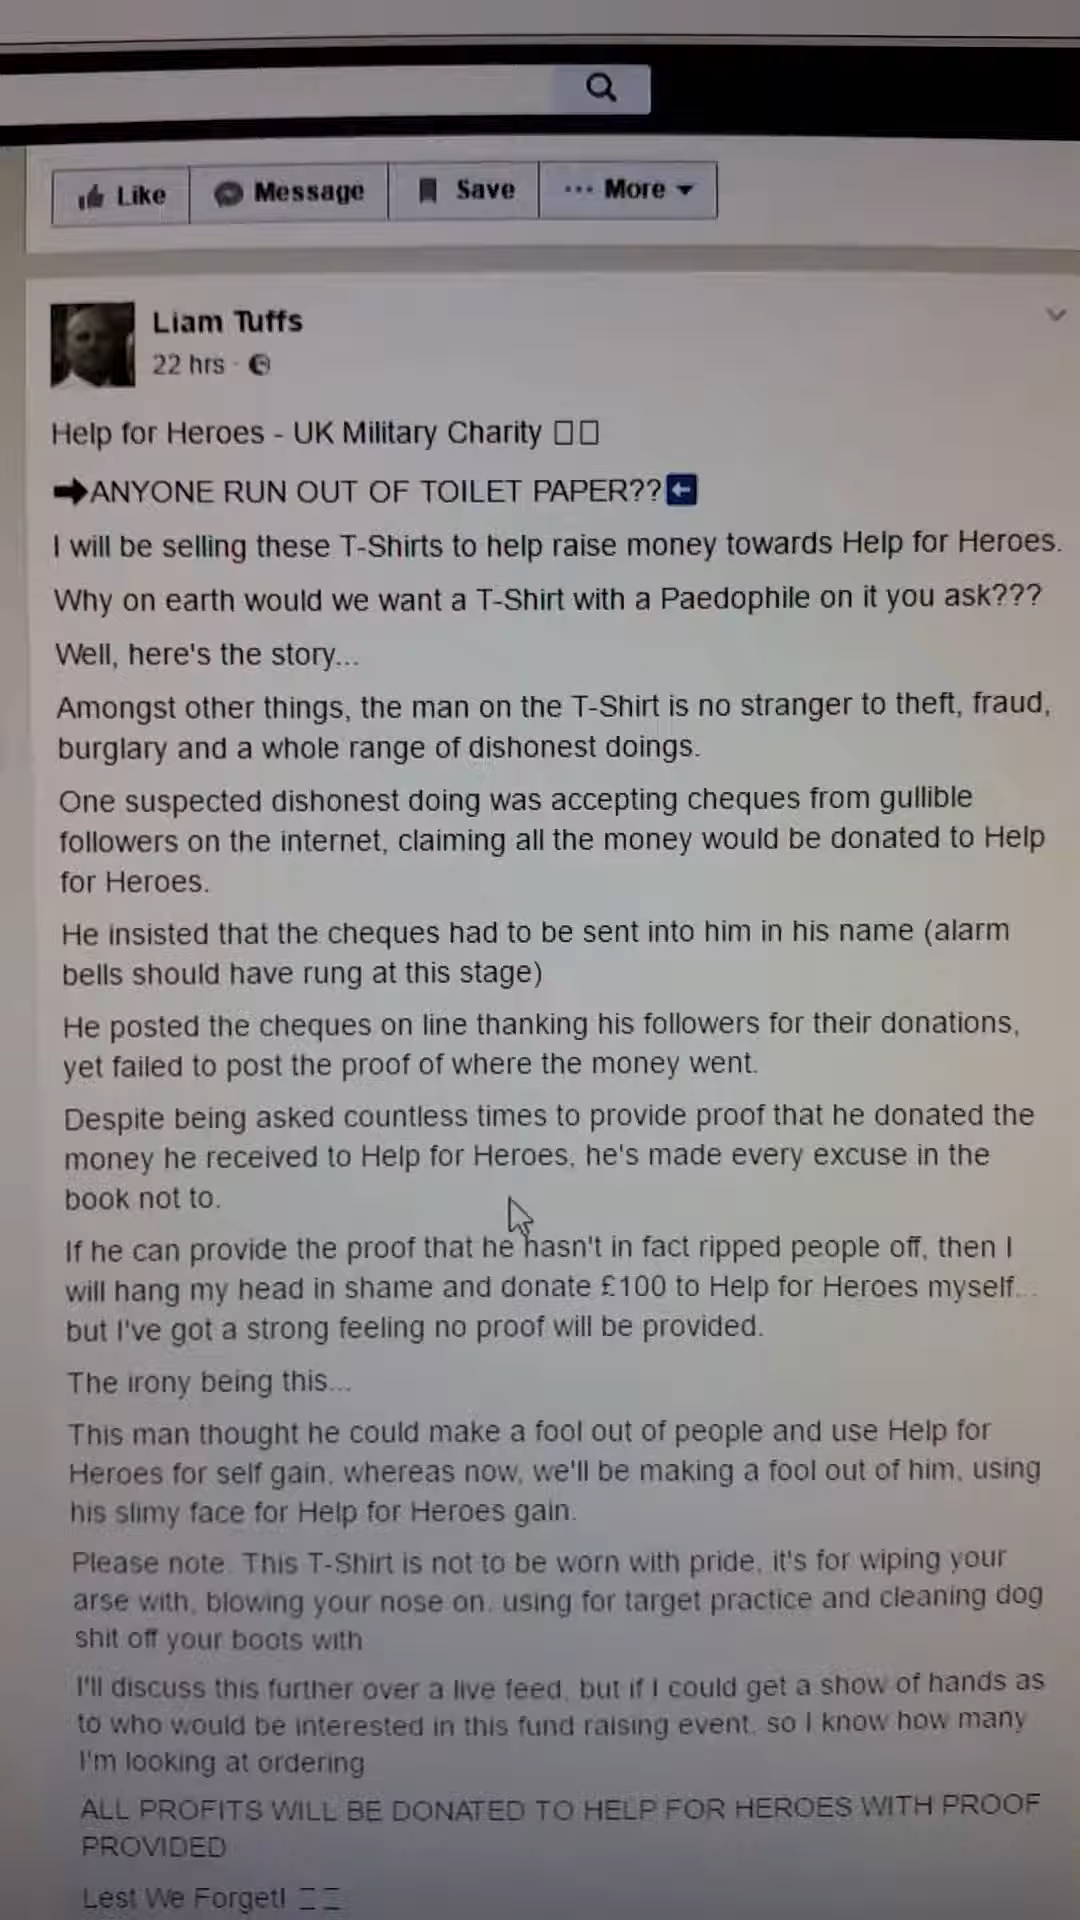 Like Message Save ... More
Liam Tuffs
22 hrs ·
Help for Heroes - UK Military Charity
ANYONE RUN OUT OF TOILET PAPER??
I will be selling these T-Shirts to help raise money towards Help for Heroes.
Why on earth would we want a T-Shirt with a Paedophile on it you ask???
Well, here's the story...
Amongst other things, the man on the T-Shirt is no stranger to theft, fraud,
burglary and a whole range of dishonest doings.
One suspected dishonest doing was accepting cheques from gullible
followers on the internet, claiming all the money would be donated to Help
for Heroes.
He insisted that the cheques had to be sent into him in his name (alarm
bells should have rung at this stage)
He posted the cheques on line thanking his followers for their donations,
yet failed to post the proof of where the money went.
Despite being asked countless times to provide proof that he donated the
money he received to Help for Heroes, he's made every excuse in the
book not to.
If he can provide the proof that he hasn't in fact ripped people off, then I
will hang my head in shame and donate £100 to Help for Heroes myself...
but I've got a strong feeling no proof will be provided.
The irony being this...
This man thought he could make a fool out of people and use Help for
Heroes for self gain, whereas now, we'll be making a fool out of him, using
his slimy face for Help for Heroes gain.
Please note. This T-Shirt is not to be worn with pride, it's for wiping your
arse with, blowing your nose on, using for target practice and cleaning dog
shit off your boots with
I'll discuss this further over a live feed, but if I could get a show of hands as
to who would be interested in this fund raising event, so I know how many
I'm looking at ordering
ALL PROFITS WILL BE DONATED TO HELP FOR HEROES WITH PROOF
PROVIDED
Lest We Forget!